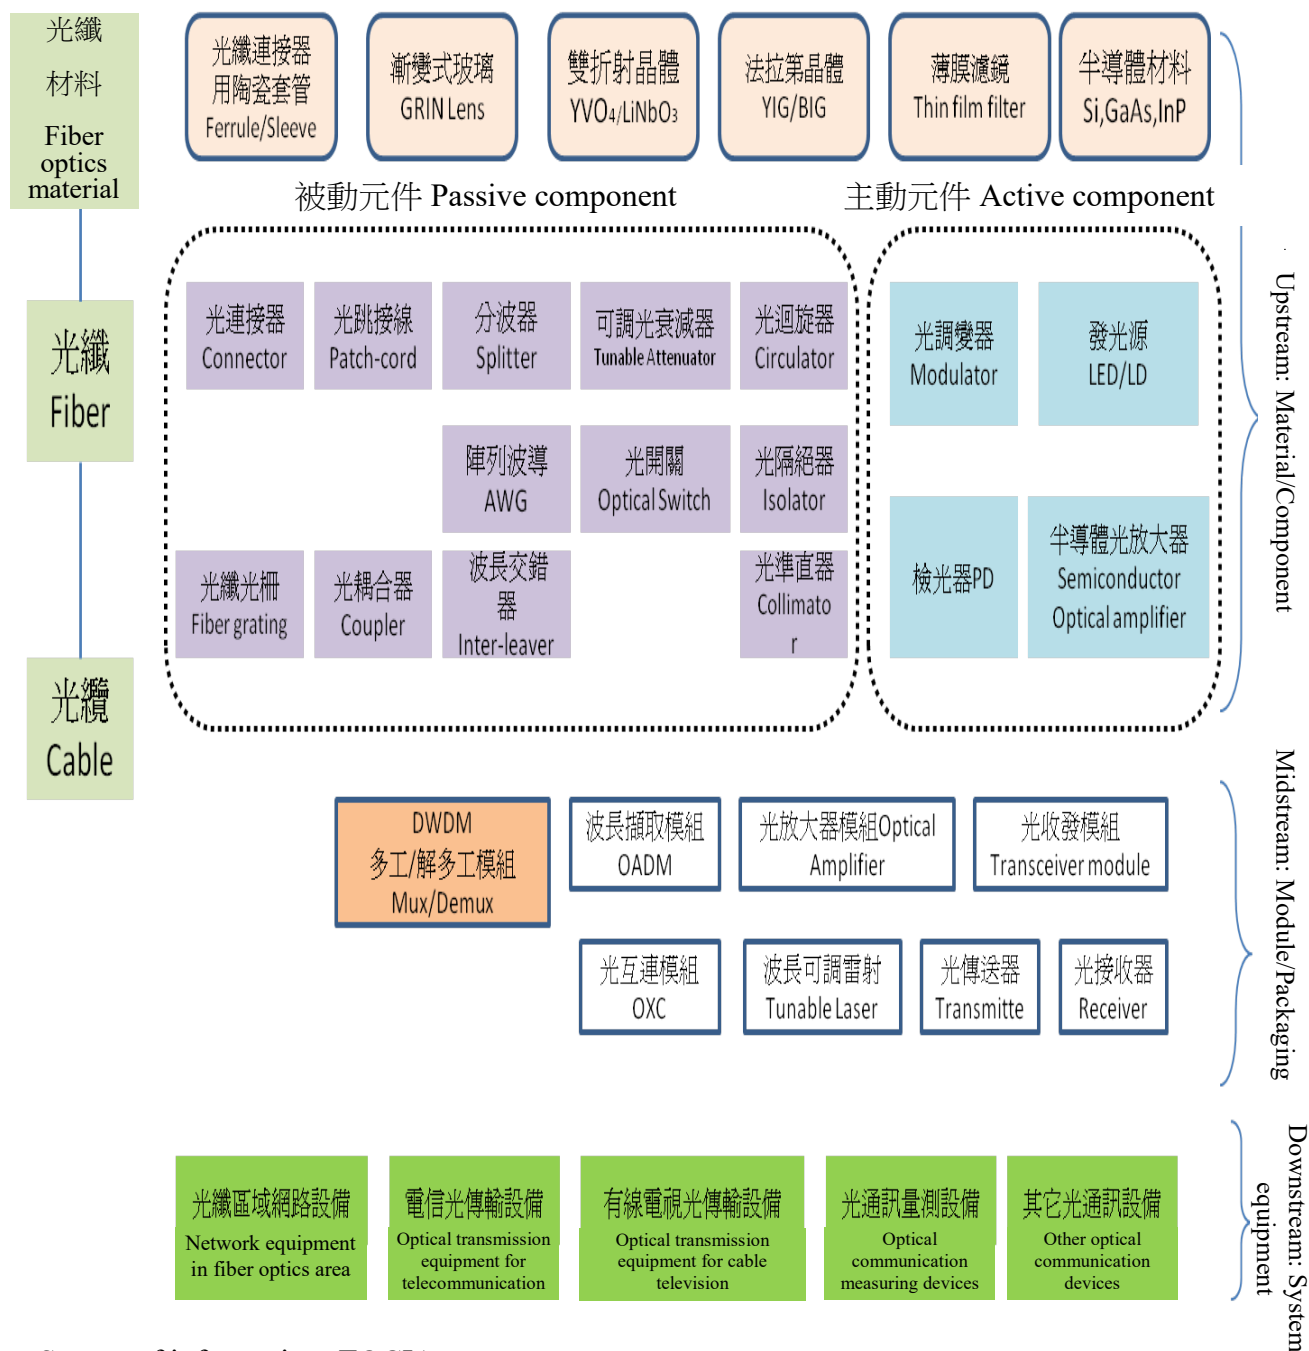 光纖
材料
Fiber
optics
material
光纖連接器
用陶瓷套管
Ferrule/Sleeve
漸變式玻璃
GRIN Lens
雙折射晶體
YVO4/LiNbO3
法拉第晶體
YIG/BIG
薄膜濾鏡
Thin film filter
半導體材料
Si,GaAs,InP
被動元件 Passive component
主動元件 Active component
光纖
Fiber
光纜
Cable
光連接器
Connector
光跳接線
Patch-cord
分波器
Splitter
可調光衰減器
Tunable Attenuator
光迴旋器
Circulator
陣列波導
AWG
光開關
Optical Switch
光隔絕器
Isolator
光纖光柵
Fiber grating
光耦合器
Coupler
波長交錯
器
Inter-leaver
光準直器
Collimato
r
光調變器
Modulator
發光源
LED/LD
檢光器PD
半導體光放大器
Semiconductor
Optical amplifier
Upstream: Material/Component
DWDM
多工/解多工模組
Mux/Demux
波長擷取模組
OADM
光放大器模組Optical
Amplifier
光收發模組
Transceiver module
光互連模組
OXC
波長可調雷射
Tunable Laser
光傳送器
Transmitte
光接收器
Receiver
Midstream: Module/Packaging
光纖區域網路設備
Network equipment
in fiber optics area
電信光傳輸設備
Optical transmission
equipment for
telecommunication
有線電視光傳輸設備
Optical transmission
equipment for cable
television
光通訊量測設備
Optical
communication
measuring devices
其它光通訊設備
Other optical
communication
devices
Downstream: System
equipment